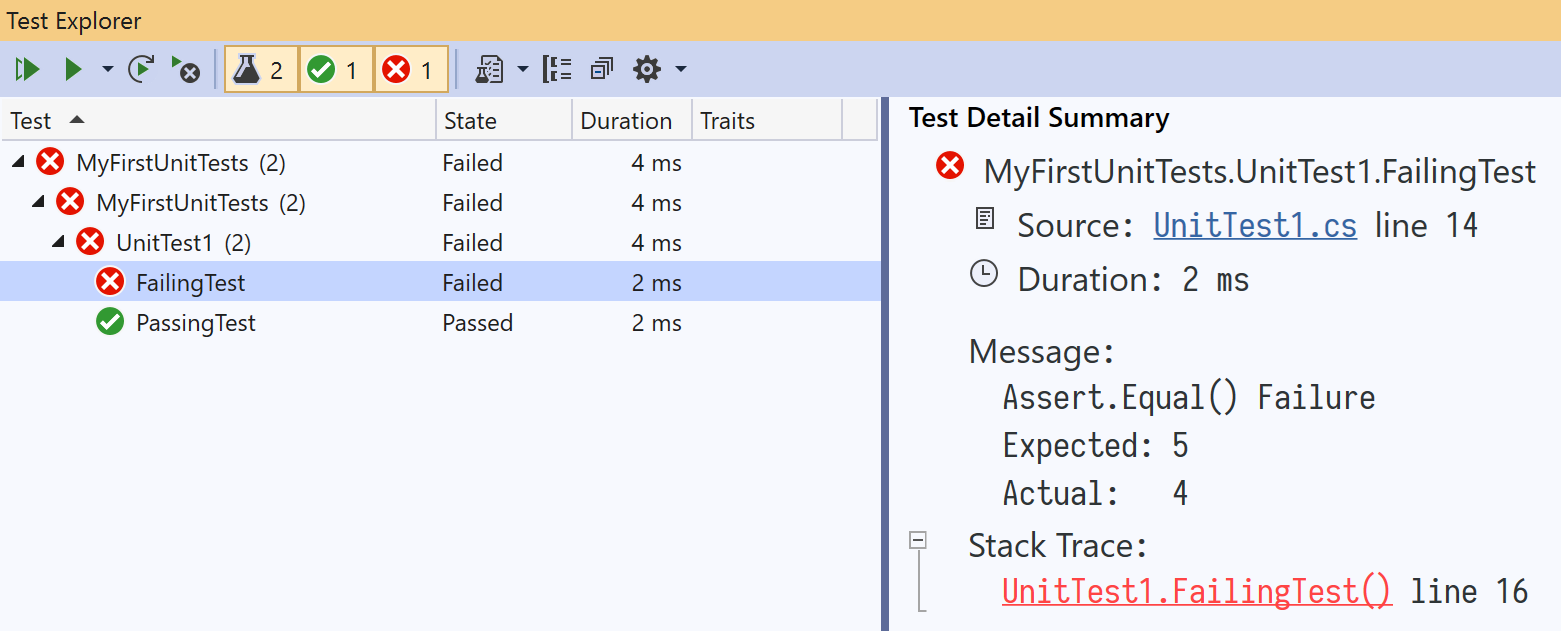 Test Explorer
2 1 1
Test State Duration Traits
MyFirstUnitTests (2) Failed 4 ms
MyFirstUnitTests (2) Failed 4 ms
UnitTest1 (2) Failed 4 ms
FailingTest Failed 2 ms
PassingTest Passed 2 ms
Test Detail Summary
MyFirstUnitTests.UnitTest1.FailingTest
Source: UnitTest1.cs line 14
Duration: 2 ms
Message:
Assert.Equal() Failure
Expected: 5
Actual: 4
Stack Trace:
UnitTest1.FailingTest() line 16